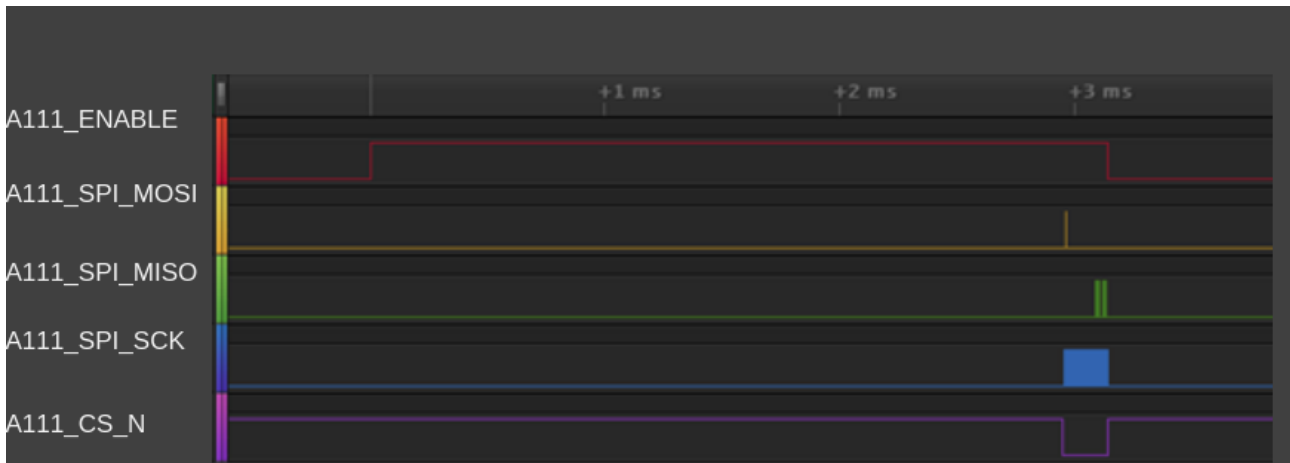 +1 ms +2 ms +3 ms
A111_ENABLE
A111_SPI_MOSI
A111_SPI_MISO
A111_SPI_SCK
A111_CS_N